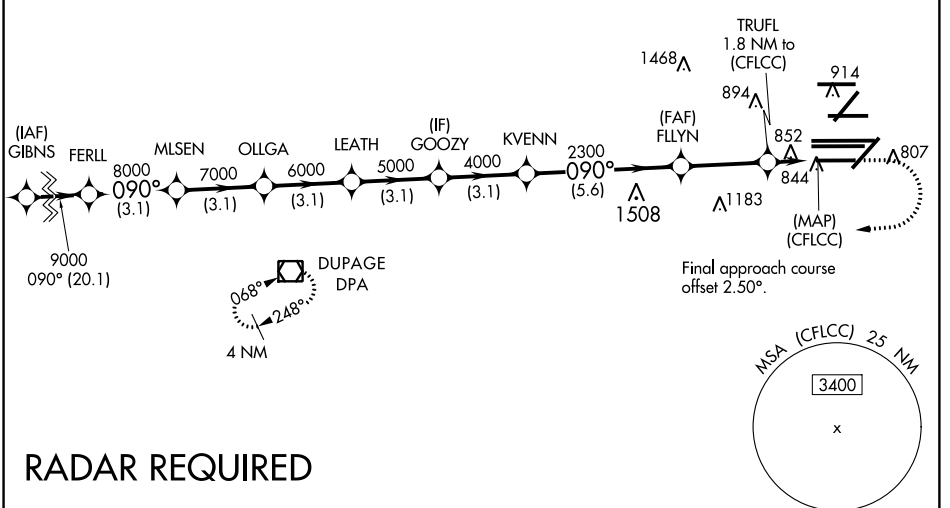 TRUFL
1.8 NM to
(CFLCC)
1468
914
894
(IAF)
GIBNS
FERLL
8000
090°
(3.1)
MLSEN
7000
(3.1)
OLLGA
6000
(3.1)
LEATH
5000
(3.1)
(IF)
GOOZY
4000
(3.1)
KVENN
2300
090°
(5.6)
(FAF)
FLLYN
852
844
807
1508
1183
9000
090° (20.1)
(MAP)
(CFLCC)
Final approach course
offset 2.50°.
DUPAGE
DPA
068°
248°
4 NM
MSA (CFLCC) 25 NM
3400
x
RADAR REQUIRED